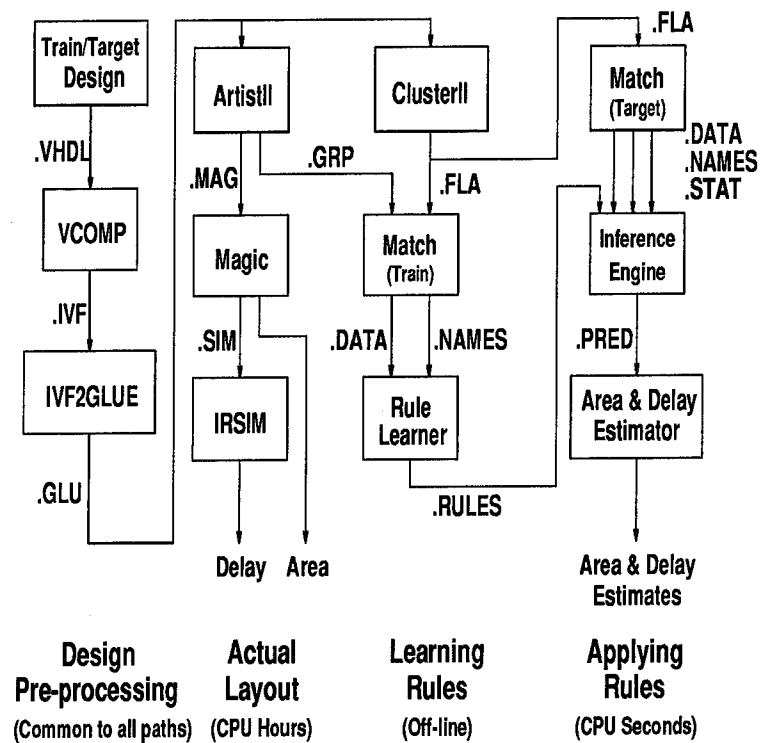 Train/Target
Design
.VHDL
VCOMP
.IVF
IVF2GLUE
.GLU
ArtistII
.MAG
.GRP
Magic
.SIM
IRSIM
Delay
Area
ClusterII
.FLA
Match
(Train)
.DATA
.NAMES
Rule
Learner
.RULES
.FLA
Match
(Target)
.DATA
.NAMES
.STAT
Inference
Engine
.PRED
Area & Delay
Estimator
Area & Delay
Estimates
Design
Pre-processing
(Common to all paths)
Actual
Layout
(CPU Hours)
Learning
Rules
(Off-line)
Applying
Rules
(CPU Seconds)